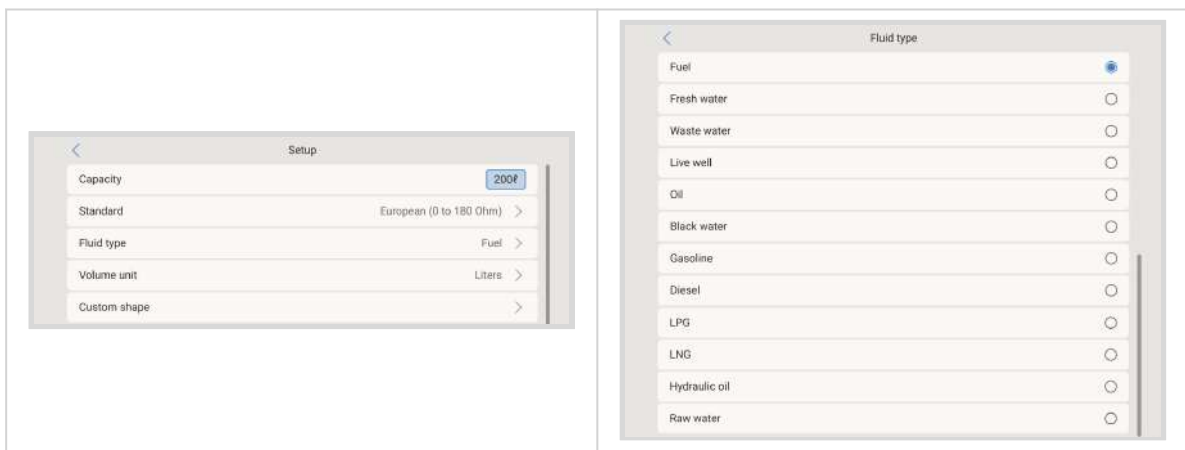 Setup
Capacity 200ℓ
Standard European (0 to 180 Ohm)
Fluid type Fuel
Volume unit Liters
Custom shape
Fluid type
Fuel
Fresh water
Waste water
Live well
Oil
Black water
Gasoline
Diesel
LPG
LNG
Hydraulic oil
Raw water